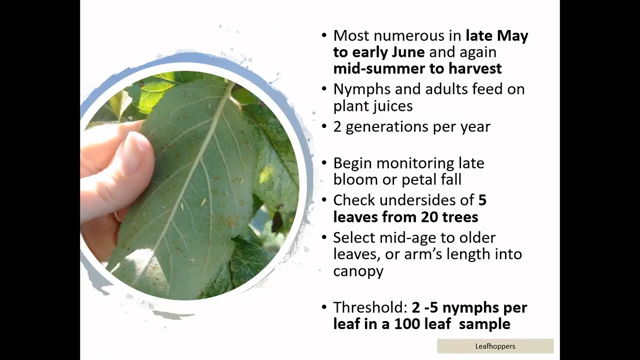 • Most numerous in late May
to early June and again
mid-summer to harvest
• Nymphs and adults feed on
plant juices
• 2 generations per year
• Begin monitoring late
bloom or petal fall
• Check undersides of 5
leaves from 20 trees
• Select mid-age to older
leaves, or arm's length into
canopy
• Threshold: 2 -5 nymphs per
leaf in a 100 leaf  sample
Leafhoppers